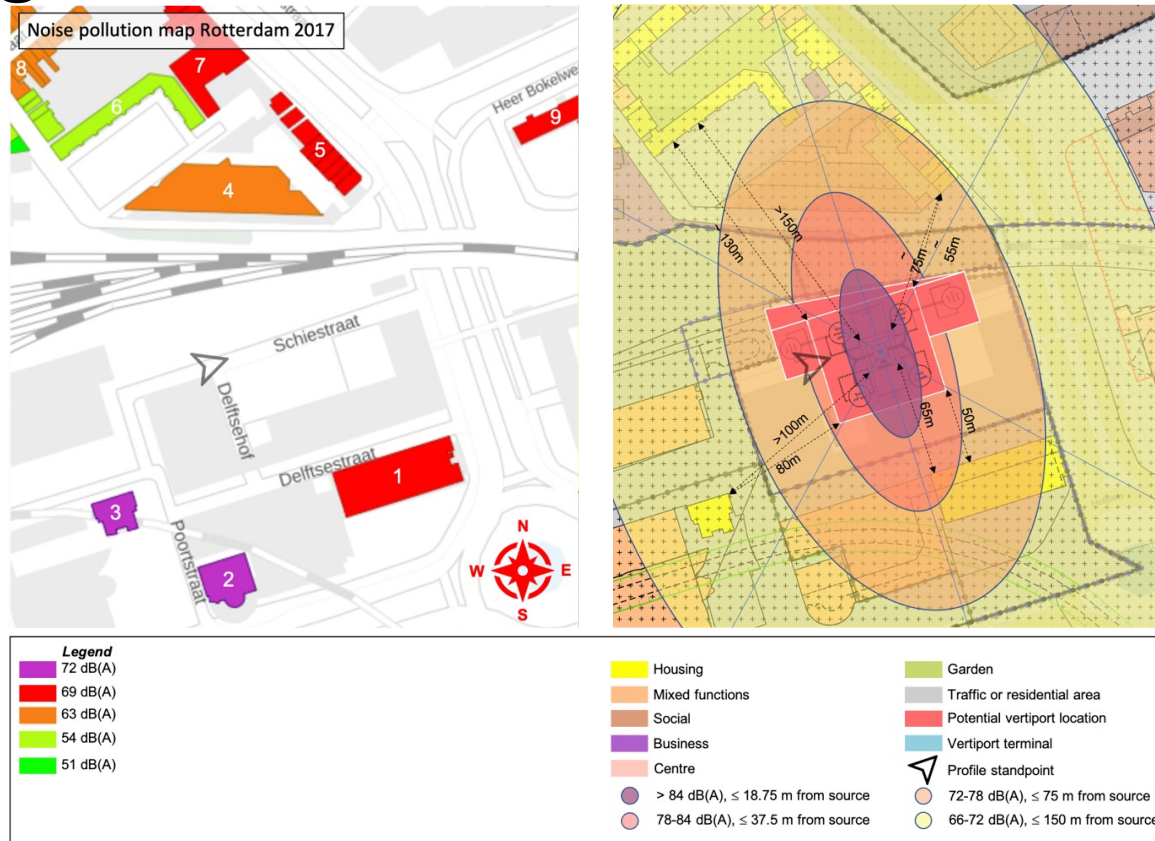 Noise pollution map Rotterdam 2017
8
7
6
5
4
9
Heer Bokelwe
Schiestraat
Delftsehof
Delftsestraat
1
3
2
Poortstraat
N
W
E
S
>150m
~ 130m
~ 75m
~ 55m
>100m
80m
65m
50m
Legend
72 dB(A)
69 dB(A)
63 dB(A)
54 dB(A)
51 dB(A)
Housing
Mixed functions
Social
Business
Centre
> 84 dB(A), ≤ 18.75 m from source
78-84 dB(A), ≤ 37.5 m from source
Garden
Traffic or residential area
Potential vertiport location
Vertiport terminal
Profile standpoint
72-78 dB(A), ≤ 75 m from source
66-72 dB(A), ≤ 150 m from source